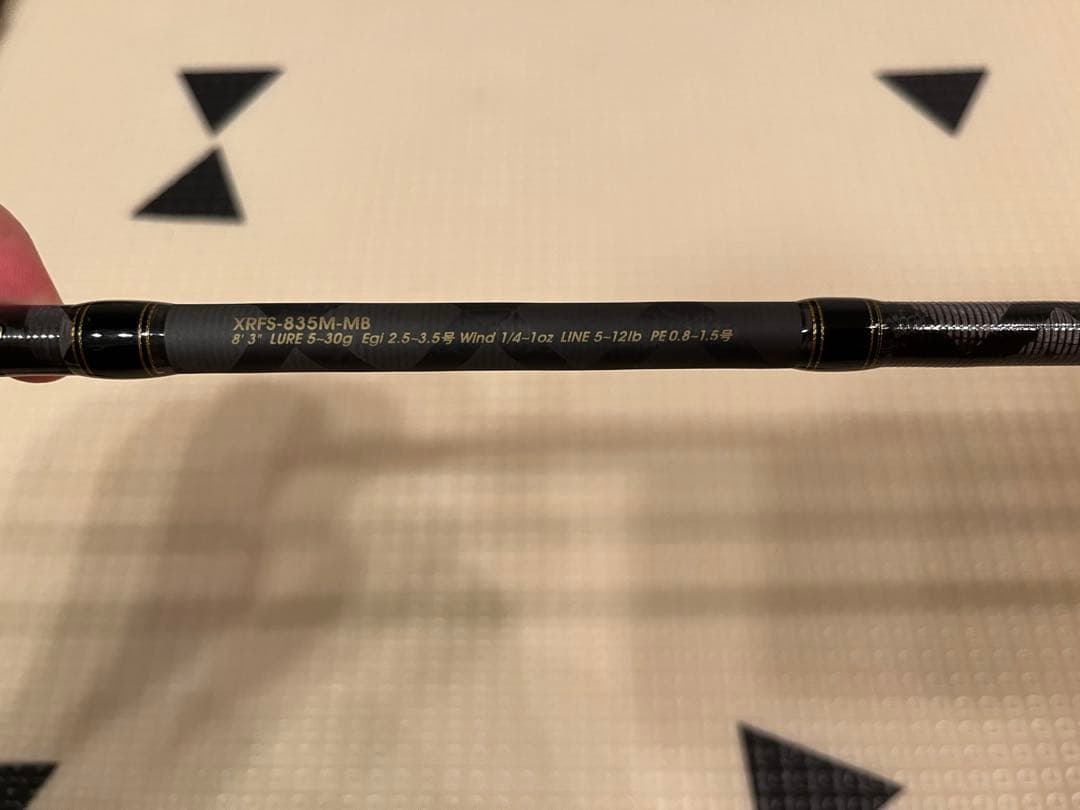 XRFS-835M-MB
8' 3" LURE 5~30g Egi 2.5~3.5号 Wind 1/4~1oz LINE 5~12lb PE 0.8~1.5号